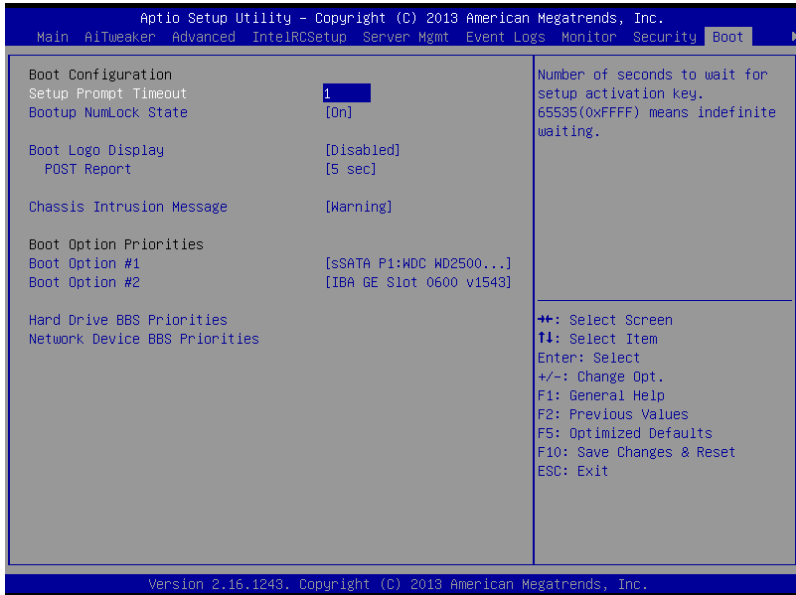 Aptio Setup Utility – Copyright (C) 2013 American Megatrends, Inc.
Main AiTweaker Advanced IntelRCSetup Server Mgmt Event Logs Monitor Security Boot
Boot Configuration
Setup Prompt Timeout 1
Bootup NumLock State [On]
Boot Logo Display [Disabled]
POST Report [5 sec]
Chassis Intrusion Message [Warning]
Boot Option Priorities
Boot Option #1 [sSATA P1:WDC WD2500...]
Boot Option #2 [IBA GE Slot 0600 v1543]
Hard Drive BBS Priorities
Network Device BBS Priorities
Number of seconds to wait for
setup activation key.
65535(0xFFFF) means indefinite
waiting.
→←: Select Screen
↑↓: Select Item
Enter: Select
+/-: Change Opt.
F1: General Help
F2: Previous Values
F5: Optimized Defaults
F10: Save Changes & Reset
ESC: Exit
Version 2.16.1243. Copyright (C) 2013 American Megatrends, Inc.